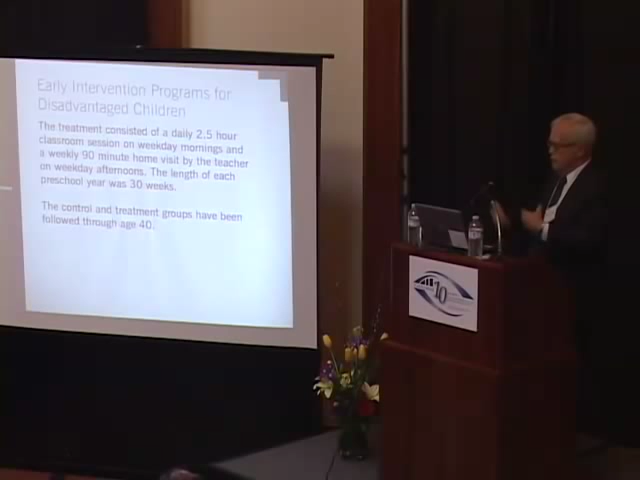 Early Intervention Programs for
Disadvantaged Children
The treatment consisted of a daily 2.5 hour
classroom session on weekday mornings and
a weekly 90 minute home visit by the teacher
on weekday afternoons. The length of each
preschool year was 30 weeks.
The control and treatment groups have been
followed through age 40.
10